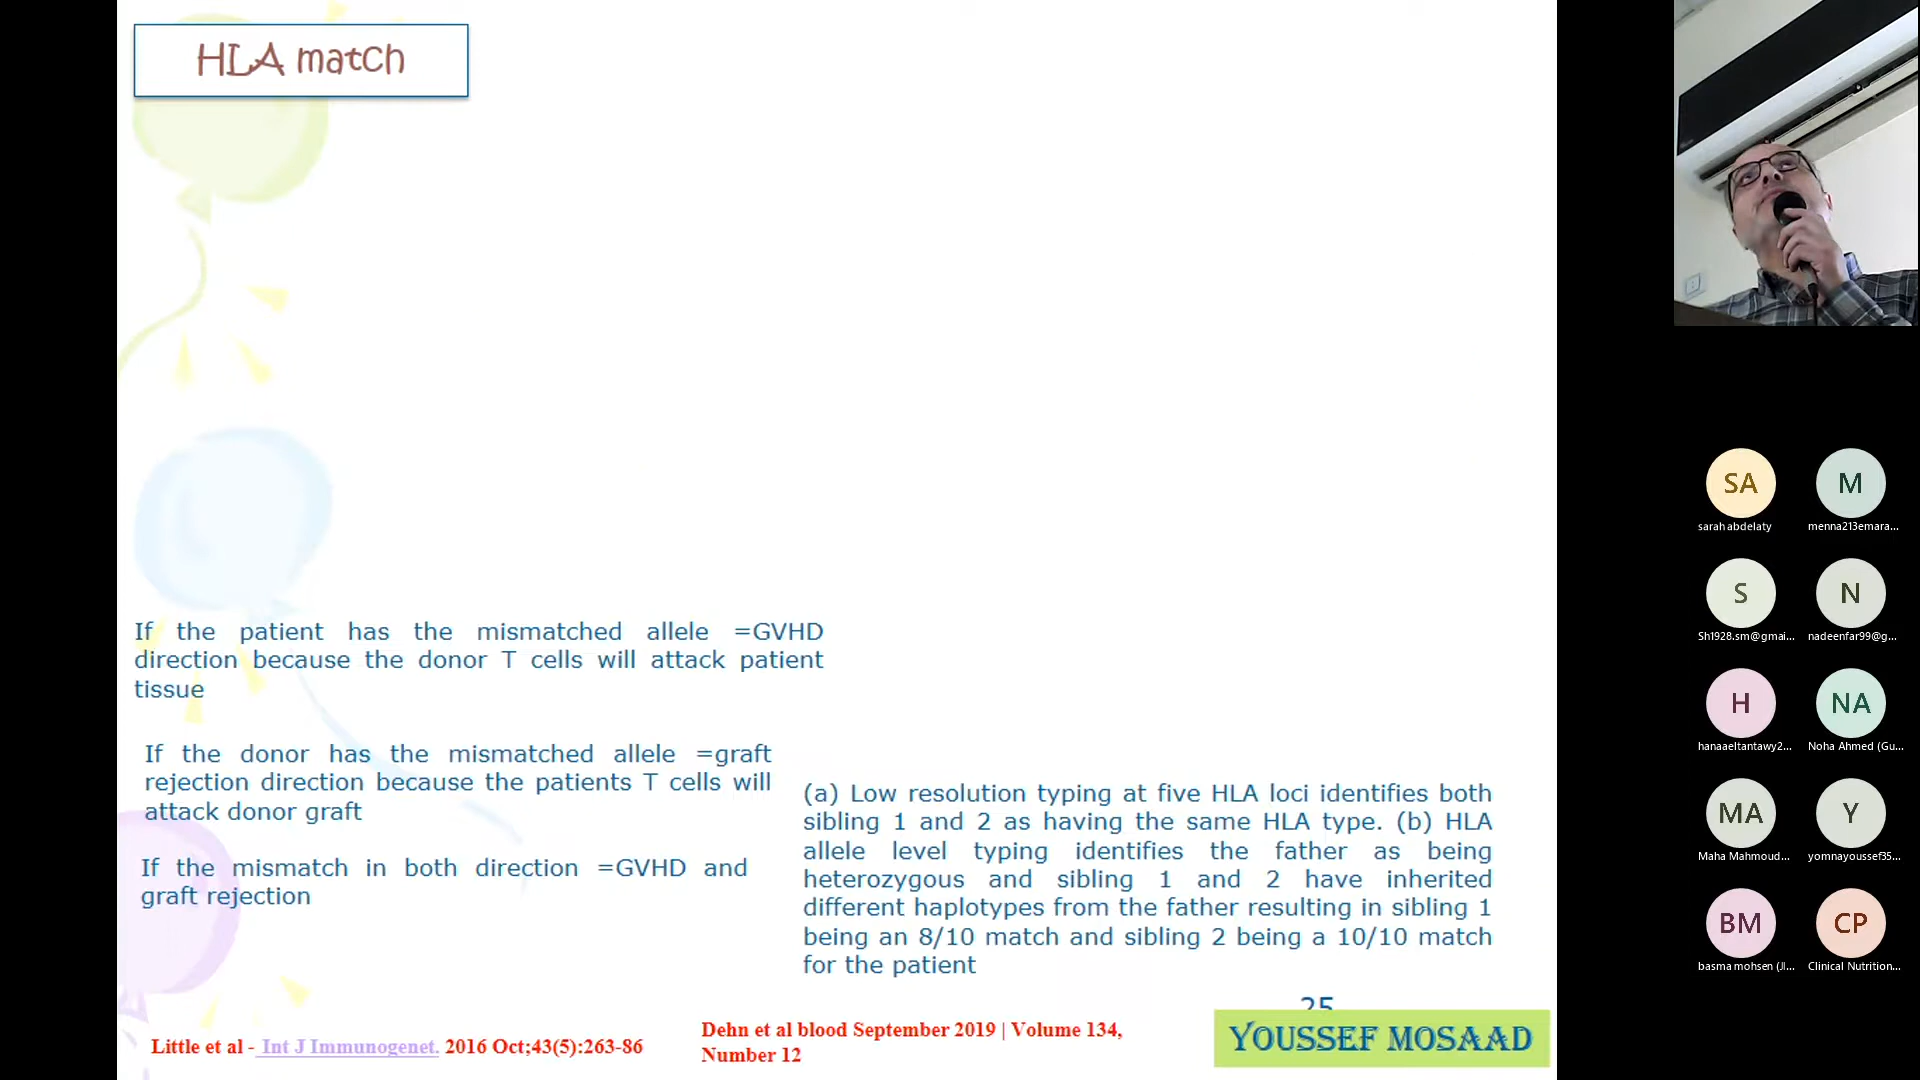 HLA match
If the patient has the mismatched allele =GVHD
direction because the donor T cells will attack patient
tissue
If the donor has the mismatched allele =graft
rejection direction because the patients T cells will
attack donor graft
If the mismatch in both direction =GVHD and
graft rejection
(a) Low resolution typing at five HLA loci identifies both
sibling 1 and 2 as having the same HLA type. (b) HLA
allele level typing identifies the father as being
heterozygous and sibling 1 and 2 have inherited
different haplotypes from the father resulting in sibling 1
being an 8/10 match and sibling 2 being a 10/10 match
for the patient
25
Little et al - Int J Immunogenet. 2016 Oct;43(5):263-86
Dehn et al blood September 2019 | Volume 134,
Number 12
YOUSSEF MOSAAD
SA
sarah abdelaty
M
menna213emara...
S
Sh1928.sm@gmai...
N
nadeenfar99@g...
H
hanaaeltantawy2...
NA
Noha Ahmed (Gu...
MA
Maha Mahmoud...
Y
yomnayoussef35...
BM
basma mohsen (JI...
CP
Clinical Nutrition...